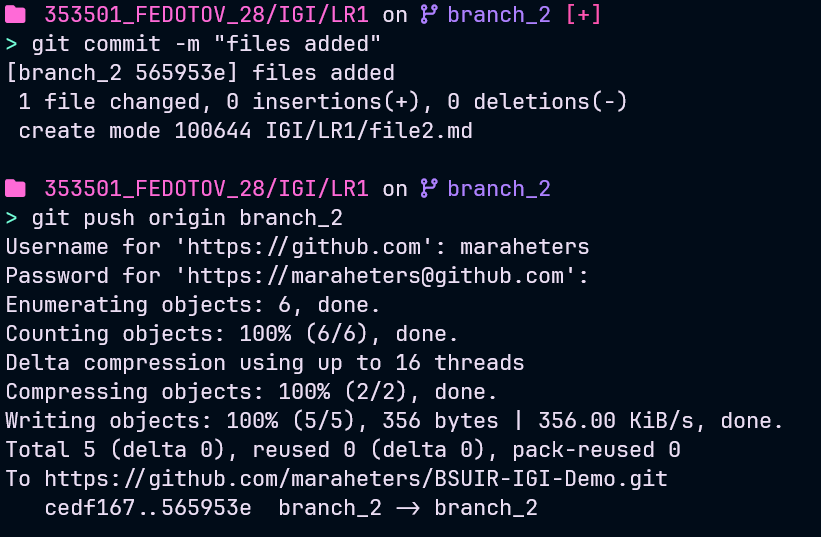 353501_FEDOTOV_28/IGI/LR1 on branch_2 [+]
> git commit -m "files added"
[branch_2 565953e] files added
 1 file changed, 0 insertions(+), 0 deletions(-)
 create mode 100644 IGI/LR1/file2.md
353501_FEDOTOV_28/IGI/LR1 on branch_2
> git push origin branch_2
Username for 'https://github.com': maraheters
Password for 'https://maraheters@github.com':
Enumerating objects: 6, done.
Counting objects: 100% (6/6), done.
Delta compression using up to 16 threads
Compressing objects: 100% (2/2), done.
Writing objects: 100% (5/5), 356 bytes | 356.00 KiB/s, done.
Total 5 (delta 0), reused 0 (delta 0), pack-reused 0
To https://github.com/maraheters/BSUIR-IGI-Demo.git
   cedf167..565953e  branch_2 -> branch_2